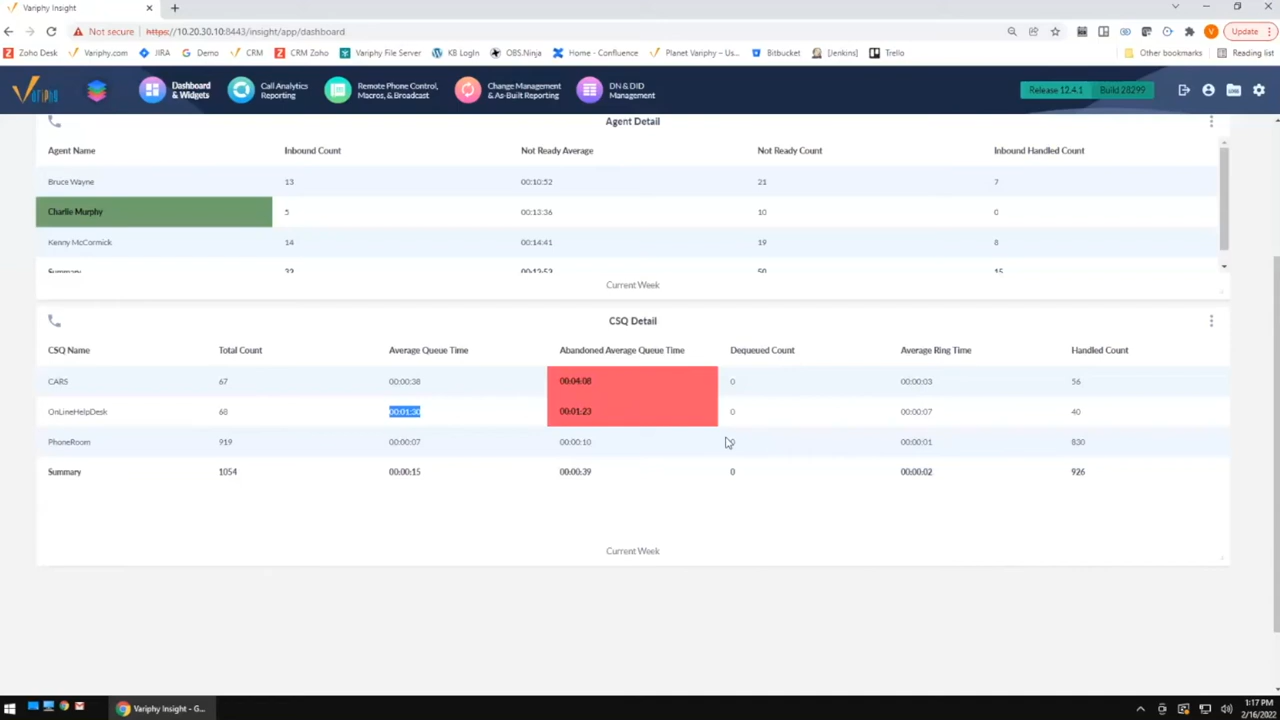 Variphy Insight
Not secure https://10.20.30.10:8443/insight/app/dashboard Update
Zoho Desk Variphy.com JIRA Demo CRM CRM Zoho Variphy File Server KB Login OBS.Ninja Home - Confluence Planet Variphy – Us... Bitbucket [Jenkins] Trello Other bookmarks Reading list
Dashboard & Widgets
Call Analytics Reporting
Remote Phone Control, Macros, & Broadcast
Change Management & As-Built Reporting
DN & DID Management
Release 12.4.1 Build 28299
Agent Detail
Agent Name Inbound Count Not Ready Average Not Ready Count Inbound Handled Count
Bruce Wayne 13 00:10:52 21 7
Charlie Murphy 5 00:13:36 10 0
Kenny McCormick 14 00:14:41 19 8
Summary 32 00:12:52 50 15
Current Week
CSQ Detail
CSQ Name Total Count Average Queue Time Abandoned Average Queue Time Dequeued Count Average Ring Time Handled Count
CARS 67 00:00:38 00:04:08 0 00:00:03 56
OnLineHelpDesk 68 00:01:30 00:01:23 0 00:00:07 40
PhoneRoom 919 00:00:07 00:00:10 0 00:00:01 830
Summary 1054 00:00:15 00:00:39 0 00:00:02 926
Current Week
Variphy Insight - G...
1:17 PM
2/16/2022